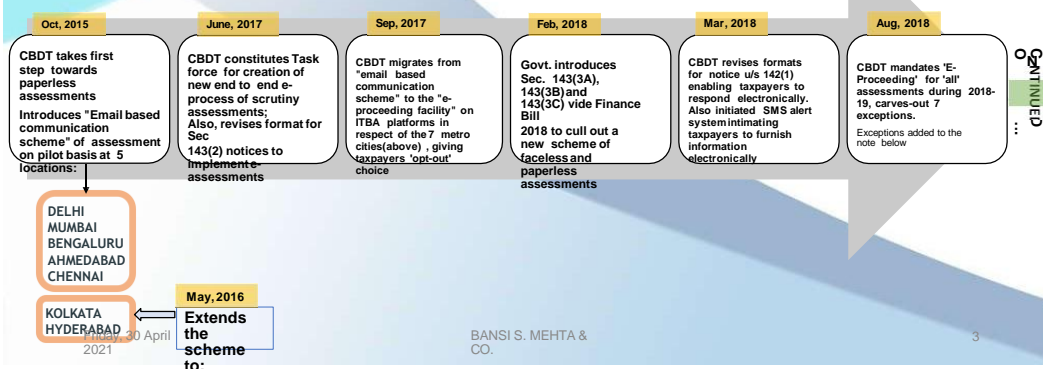 Oct, 2015
CBDT takes first
step towards
paperless
assessments
Introduces "Email based
communication
scheme" of assessment
on pilot basis at 5
locations:
June, 2017
CBDT constitutes Task
force for creation of
new end to end e-
process of scrutiny
assessments;
Also, revises format for
Sec
143(2) notices to
implement e-
assessments
Sep, 2017
CBDT migrates from
"email based
communication
scheme" to the "e-
proceeding facility" on
ITBA platforms in
respect of the 7 metro
cities(above) , giving
taxpayers 'opt-out'
choice
Feb, 2018
Govt. introduces
Sec. 143(3A),
143(3B) and
143(3C) vide Finance
Bill
2018 to cull out a
new scheme of
faceless and
paperless
assessments
Mar, 2018
CBDT revises formats
for notice u/s 142(1)
enabling taxpayers to
respond electronically.
Also initiated SMS alert
system intimating
taxpayers to furnish
information
electronically
Aug, 2018
CBDT mandates 'E-
Proceeding' for 'all'
assessments during 2018-
19, carves-out 7
exceptions.
Exceptions added to the
note below
CONTINUED
ON
...
DELHI
MUMBAI
BENGALURU
AHMEDABAD
CHENNAI
KOLKATA
HYDERABAD
May, 2016
Extends
the
scheme
to:
Friday, 30 April
2021
BANSI S. MEHTA &
CO.
3